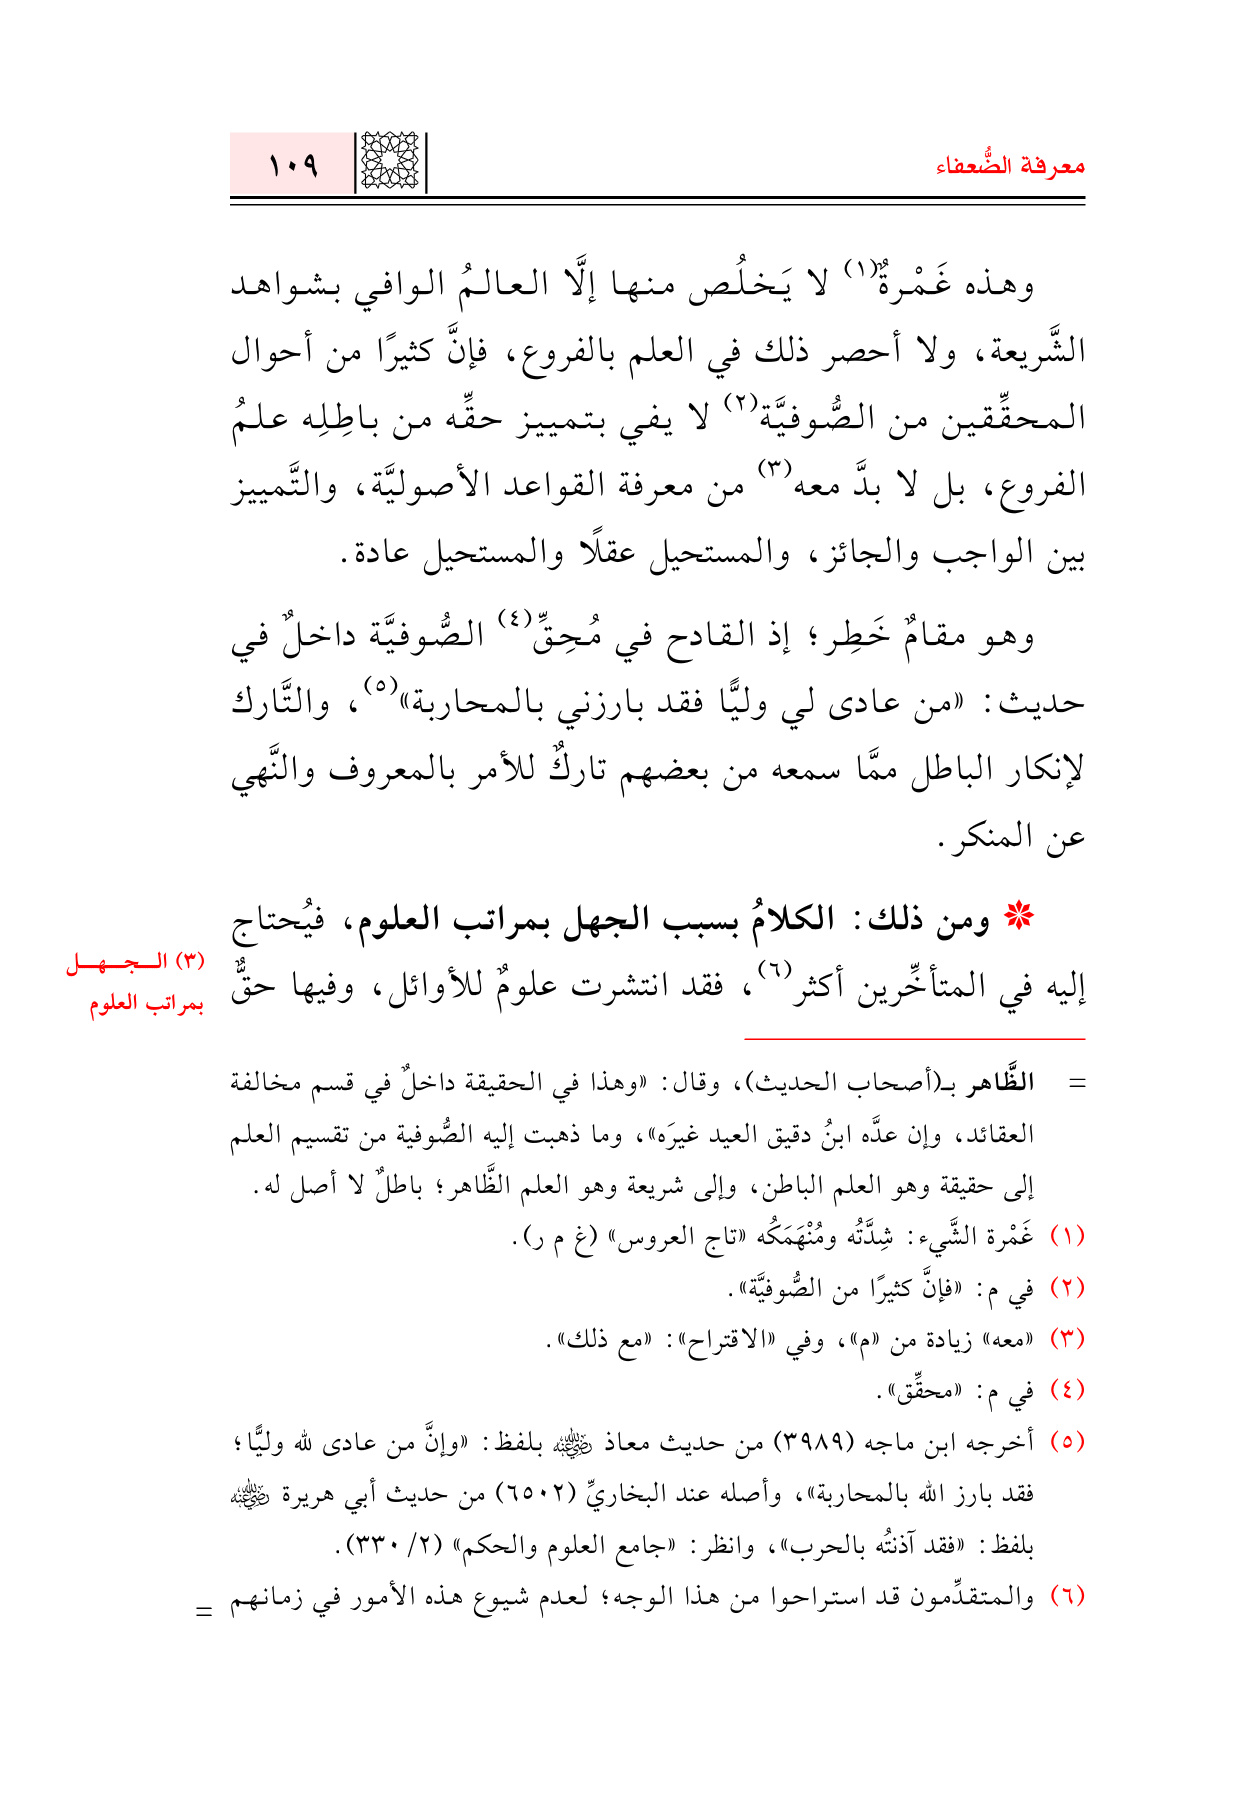 معرفة الضُّعفاء
١٠٩
وهذه غَمْرةٌ(١) لا يَخلُص منها إلَّا العالمُ الوافي بشواهد
الشَّريعة، ولا أحصر ذلك في العلم بالفروع، فإنَّ كثيرًا من أحوال
المحقِّقين من الصُّوفيَّة(٢) لا يفي بتمييز حقِّه من باطِلِه علمُ
الفروع، بل لا بدَّ معه(٣) من معرفة القواعد الأصوليَّة، والتَّمييز
بين الواجب والجائز، والمستحيل عقلًا والمستحيل عادة.
وهو مقامٌ خَطِر؛ إذ القادح في مُحِقِّ(٤) الصُّوفيَّة داخلٌ في
حديث: «من عادى لي وليًّا فقد بارزني بالمحاربة»(٥)، والتَّارك
لإنكار الباطل ممَّا سمعه من بعضهم تاركٌ للأمر بالمعروف والنَّهي
عن المنكر.
❋ ومن ذلك: الكلامُ بسبب الجهل بمراتب العلوم، فيُحتاج
إليه في المتأخِّرين أكثر(٦)، فقد انتشرت علومٌ للأوائل، وفيها حقٌّ
(٣) الـجـهـل
بمراتب العلوم
= الظَّاهر بـ(أصحاب الحديث)، وقال: «وهذا في الحقيقة داخلٌ في قسم مخالفة
العقائد، وإن عدَّه ابنُ دقيق العيد غيرَه»، وما ذهبت إليه الصُّوفية من تقسيم العلم
إلى حقيقة وهو العلم الباطن، وإلى شريعة وهو العلم الظَّاهر؛ باطلٌ لا أصل له.
(١) غَمْرة الشَّيء: شِدَّتُه ومُنْهَمَكُه «تاج العروس» (غ م ر).
(٢) في م: «فإنَّ كثيرًا من الصُّوفيَّة».
(٣) «معه» زيادة من «م»، وفي «الاقتراح»: «مع ذلك».
(٤) في م: «محقِّق».
(٥) أخرجه ابن ماجه (٣٩٨٩) من حديث معاذ رضي الله عنه بلفظ: «وإنَّ من عادى لله وليًّا؛
فقد بارز الله بالمحاربة»، وأصله عند البخاريِّ (٦٥٠٢) من حديث أبي هريرة رضي الله عنه
بلفظ: «فقد آذنتُه بالحرب»، وانظر: «جامع العلوم والحكم» (٢/ ٣٣٠).
(٦) والمتقدِّمون قد استراحوا من هذا الوجه؛ لعدم شيوع هذه الأمور في زمانهم =